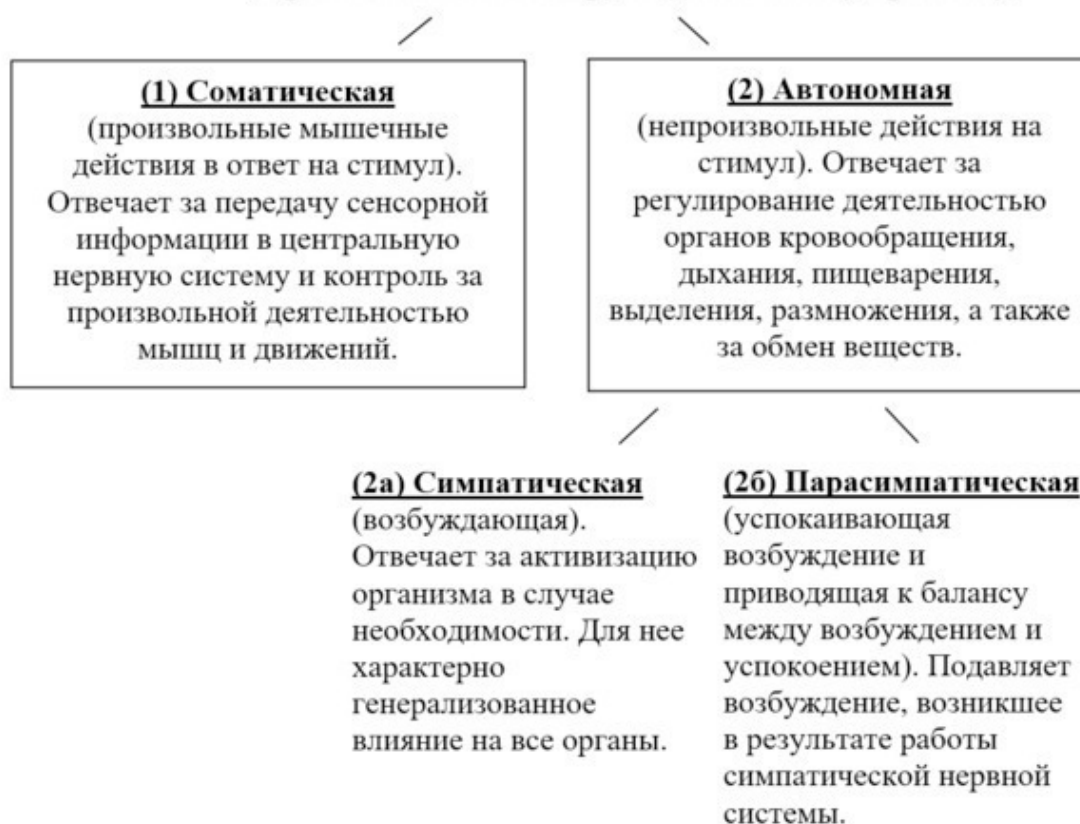 (1) Соматическая
(произвольные мышечные
действия в ответ на стимул).
Отвечает за передачу сенсорной
информации в центральную
нервную систему и контроль за
произвольной деятельностью
мышц и движений.
(2) Автономная
(непроизвольные действия на
стимул). Отвечает за
регулирование деятельностью
органов кровообращения,
дыхания, пищеварения,
выделения, размножения, а также
за обмен веществ.
(2а) Симпатическая
(возбуждающая).
Отвечает за активизацию
организма в случае
необходимости. Для нее
характерно
генерализованное
влияние на все органы.
(2б) Парасимпатическая
(успокаивающая
возбуждение и
приводящая к балансу
между возбуждением и
успокоением). Подавляет
возбуждение, возникшее
в результате работы
симпатической нервной
системы.